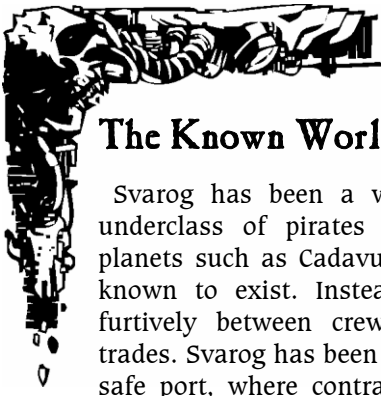 The Known Worl
Svarog has been a v
underclass of pirates
planets such as Cadavu
known to exist. Instea
furtively between crew
trades. Svarog has been
safe port, where contra